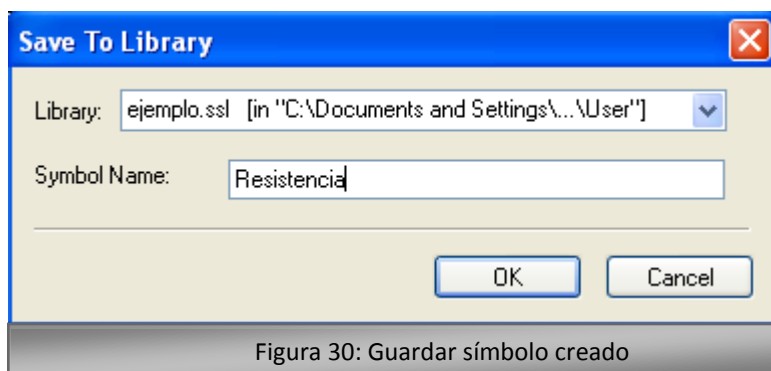 Save To Library
Library: ejemplo.ssl [in "C:\Documents and Settings\...\User"]
Symbol Name: Resistencia
OK Cancel
Figura 30: Guardar símbolo creado